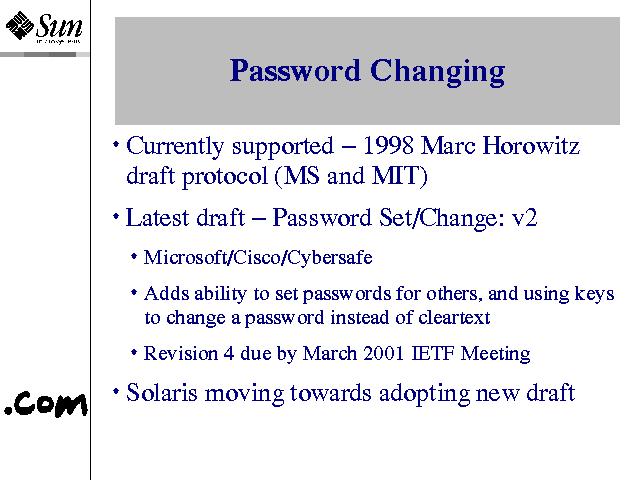 Sun
microsystems
Password Changing
• Currently supported – 1998 Marc Horowitz
draft protocol (MS and MIT)
• Latest draft – Password Set/Change: v2
• Microsoft/Cisco/Cybersafe
• Adds ability to set passwords for others, and using keys
to change a password instead of cleartext
• Revision 4 due by March 2001 IETF Meeting
• Solaris moving towards adopting new draft
.com